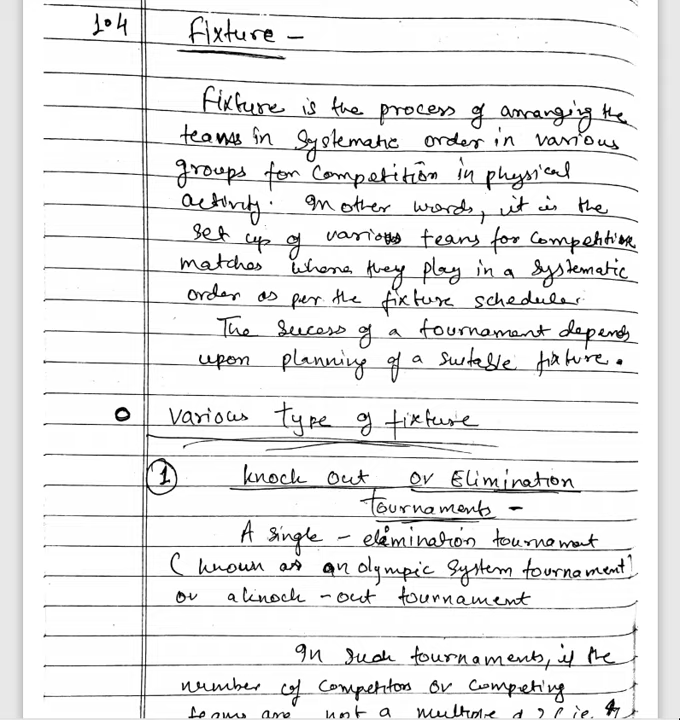 1.4 Fixture -
Fixture is the process of arranging the
teams in Systematic order in various
groups for Competition in physical
activity. In other words, it is the
set up of various teams for Competitive
matches where they play in a Systematic
order as per the fixture schedule.
The Sucess of a tournament depends
upon planning of a Suitable fixture.
Various type of fixture
1 Knock Out or Elimination
Tournaments -
A single - elimination tournament
( known as an olympic System tournament)
or a knock - out tournament
In such tournaments, if the
number of Competitors or Competing
teams are not a multiple of 2 (i.e. 4,